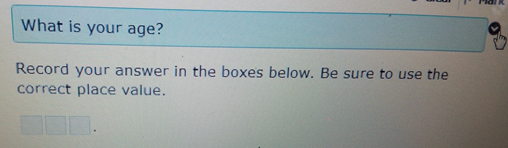 What is your age?
Record your answer in the boxes below. Be sure to use the
correct place value.
.